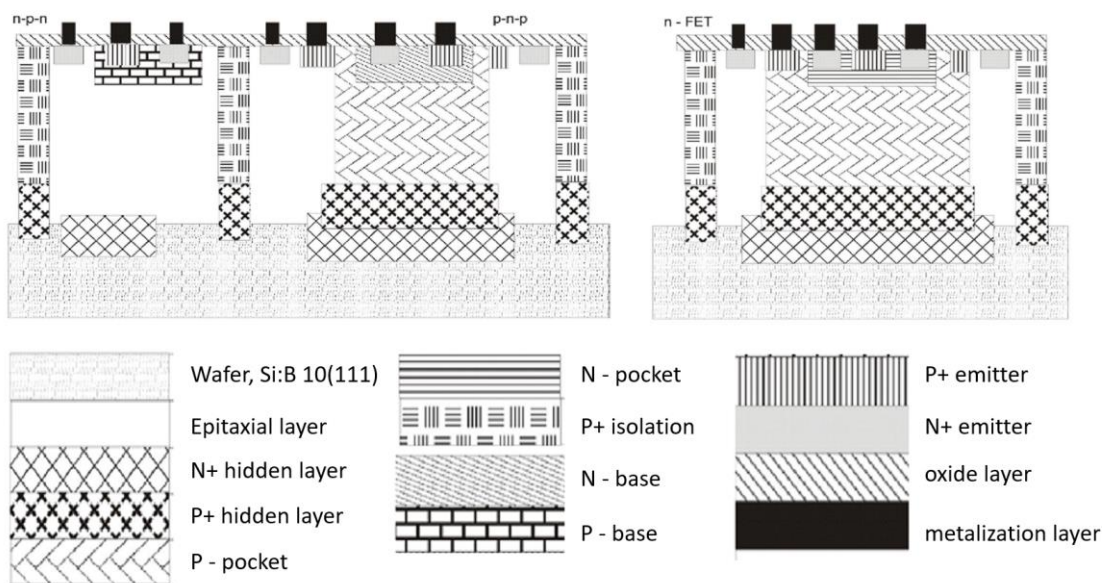 n-p-n
p-n-p
n - FET
Wafer, Si:B 10(111)
Epitaxial layer
N+ hidden layer
P+ hidden layer
P - pocket
N - pocket
P+ isolation
N - base
P - base
P+ emitter
N+ emitter
oxide layer
metalization layer